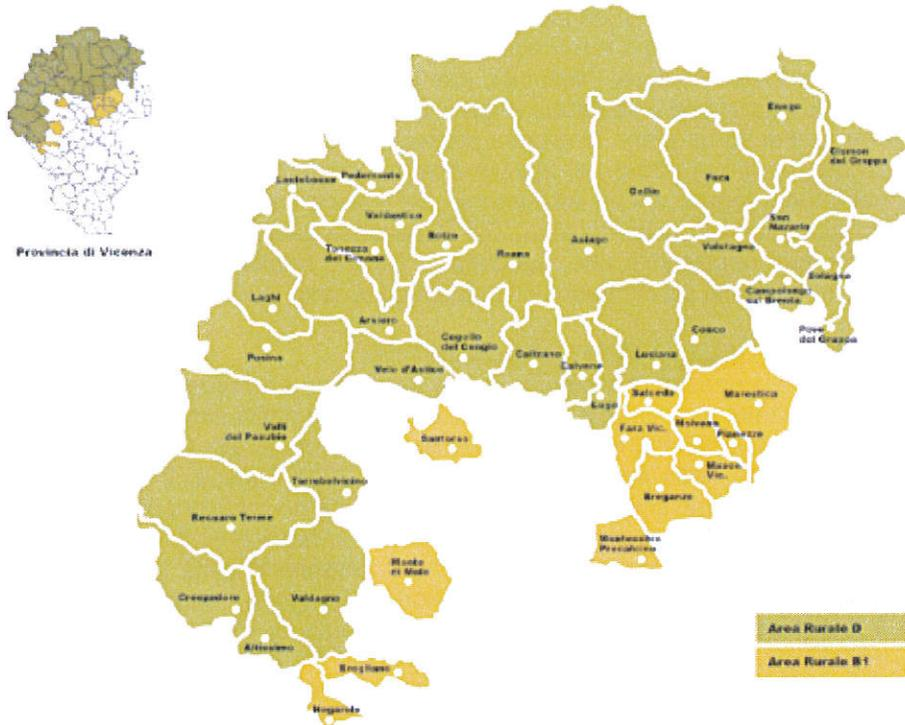 Provincia di Vicenza
Enego
Cismon
del Grappa
Lastebasse
Pedemonte
Foza
Gallio
Valdastico
San
Nazario
Rotzo
Asiago
Valstagna
Tonezza
del Cimone
Roana
Solagna
Campolongo
sul Brenta
Laghi
Arsiero
Conco
Pove
del Grappa
Cogollo
del Cengio
Posina
Caltrano
Lusiana
Velo d'Astico
Calvene
Lugo
Salcedo
Marostica
Valli
del Pasubio
Fara Vic.
Molvena
Pianezze
Santorso
Mason
Vic.
Torrebelvicino
Breganze
Recoaro Terme
Montecchio
Precalcino
Monte
di Malo
Crespadoro
Valdagno
Altissimo
Area Rurale D
Brogliano
Area Rurale B1
Nogarole